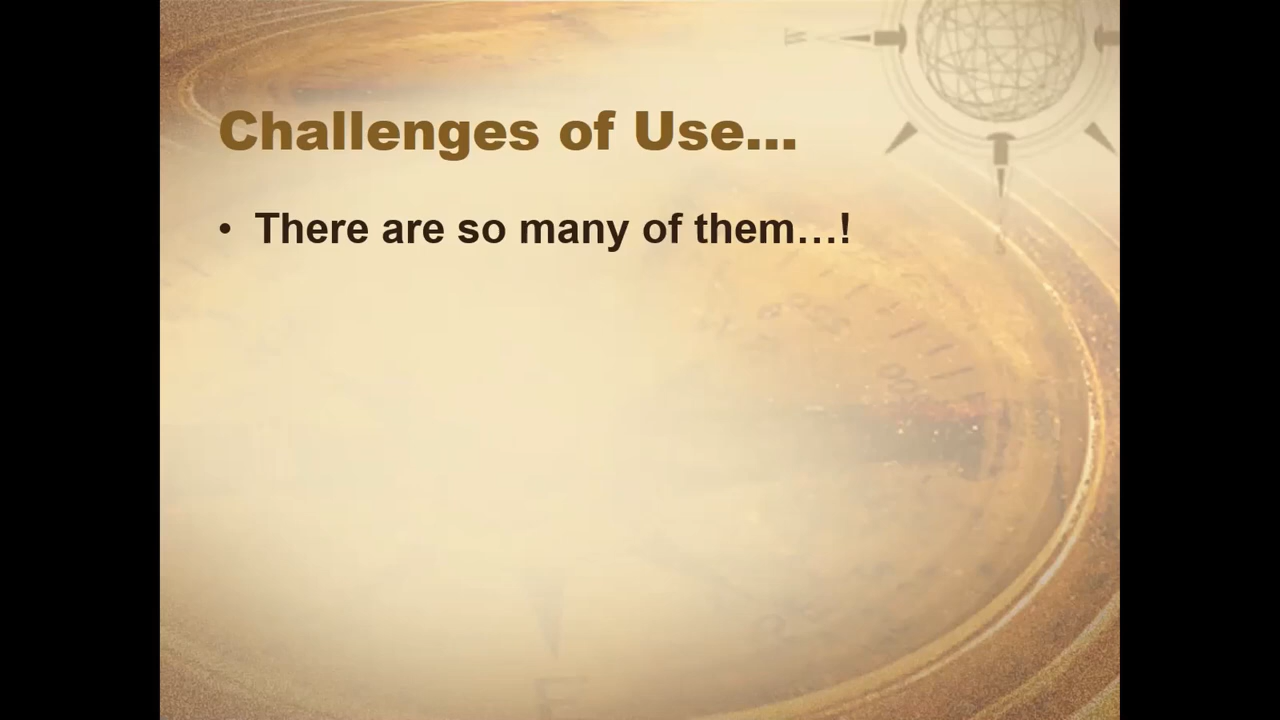 Challenges of Use...
• There are so many of them…!